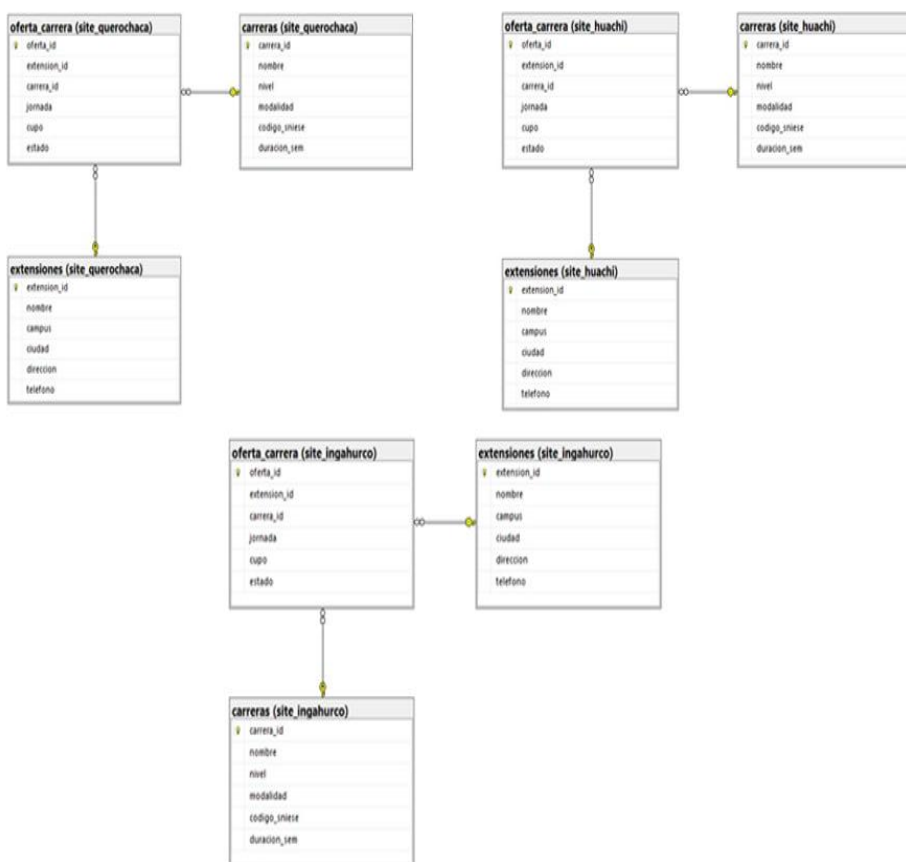 oferta_carrera (site_querochaca)
oferta_id
extension_id
carrera_id
jornada
cupo
estado
carreras (site_querochaca)
carrera_id
nombre
nivel
modalidad
codigo_sniese
duracion_sem
extensiones (site_querochaca)
extension_id
nombre
campus
ciudad
direccion
telefono
oferta_carrera (site_huachi)
oferta_id
extension_id
carrera_id
jornada
cupo
estado
carreras (site_huachi)
carrera_id
nombre
nivel
modalidad
codigo_sniese
duracion_sem
extensiones (site_huachi)
extension_id
nombre
campus
ciudad
direccion
telefono
oferta_carrera (site_ingahurco)
oferta_id
extension_id
carrera_id
jornada
cupo
estado
extensiones (site_ingahurco)
extension_id
nombre
campus
ciudad
direccion
telefono
carreras (site_ingahurco)
carrera_id
nombre
nivel
modalidad
codigo_sniese
duracion_sem